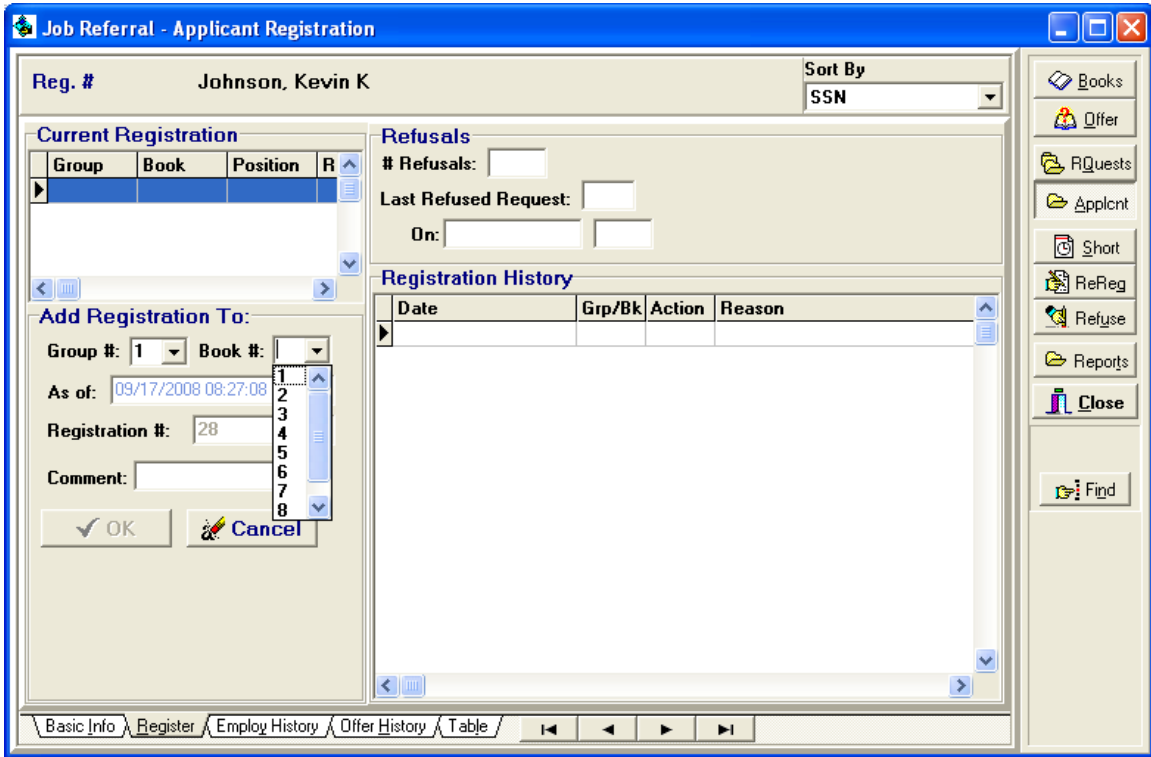 Job Referral - Applicant Registration
Reg. # Johnson, Kevin K
Sort By
SSN
Current Registration
Group Book Position R
Add Registration To:
Group #: 1 Book #:
1
2
3
4
5
6
7
8
As of: 09/17/2008 08:27:08
Registration #: 28
Comment:
OK Cancel
Refusals
# Refusals:
Last Refused Request:
On:
Registration History
Date Grp/Bk Action Reason
Books
Offer
RQuests
Applcnt
Short
ReReg
Refuse
Reports
Close
Find
Basic Info Register Employ History Offer History Table